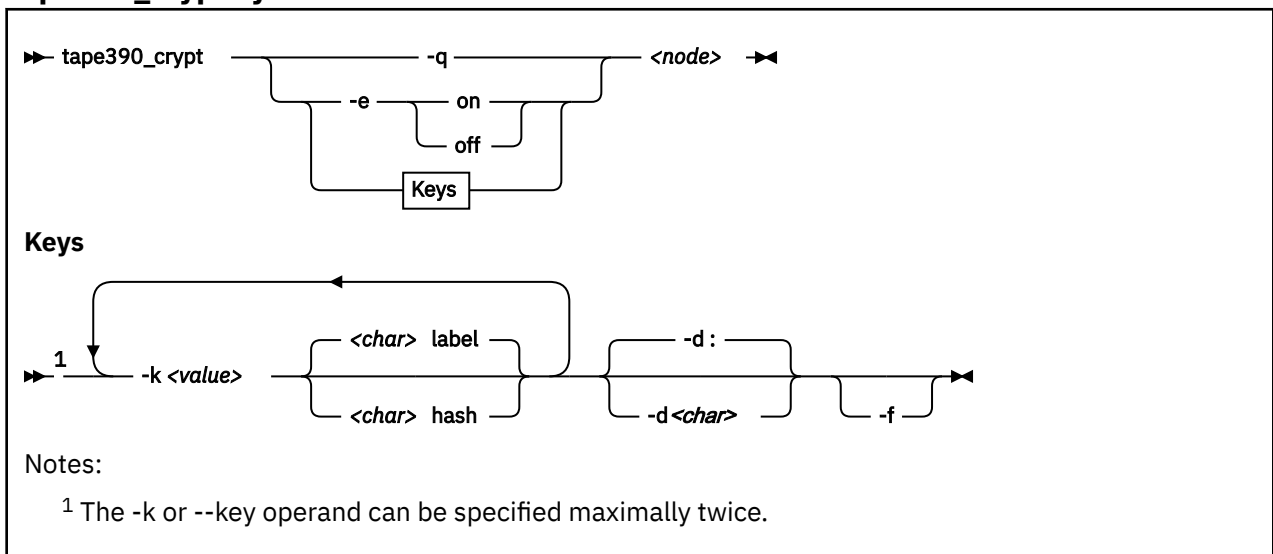 tape390_crypt -q <node>
-e on
off
Keys
Keys
<char> label -d :
1 -k <value>
<char> hash -d<char> -f
Notes:
1 The -k or --key operand can be specified maximally twice.